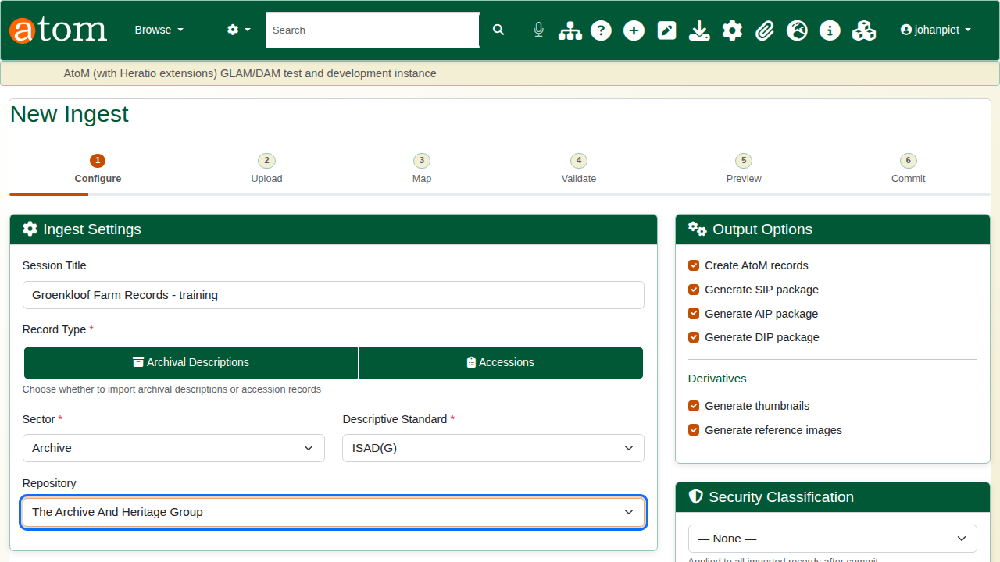 atom
Browse
Search
johanpiet
AtoM (with Heratio extensions) GLAM/DAM test and development instance
New Ingest
1
2
3
4
5
6
Configure
Upload
Map
Validate
Preview
Commit
Ingest Settings
Session Title
Groenkloof Farm Records - training
Record Type *
Archival Descriptions
Accessions
Choose whether to import archival descriptions or accession records
Sector *
Descriptive Standard *
Archive
ISAD(G)
Repository
The Archive And Heritage Group
Output Options
Create AtoM records
Generate SIP package
Generate AIP package
Generate DIP package
Derivatives
Generate thumbnails
Generate reference images
Security Classification
— None —
Applied to all imported records after commit